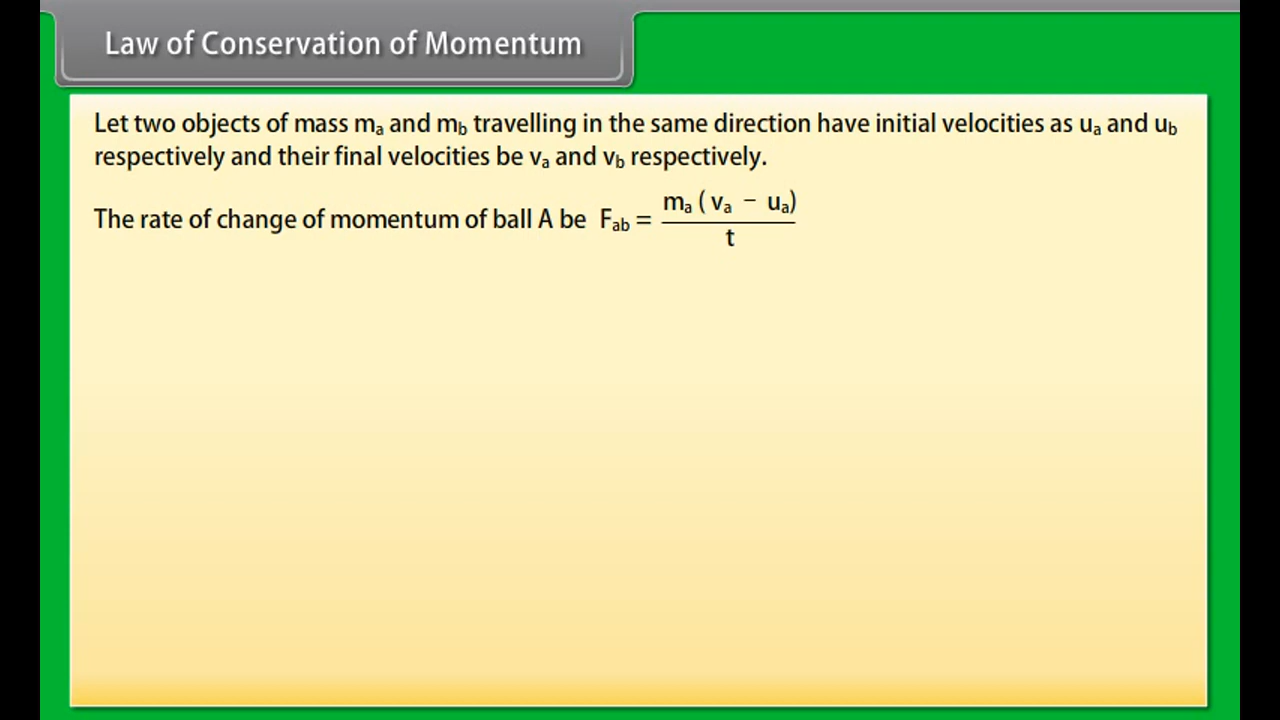 Law of Conservation of Momentum
Let two objects of mass mₐ and m_b travelling in the same direction have initial velocities as uₐ and u_b
respectively and their final velocities be vₐ and v_b respectively.
The rate of change of momentum of ball A be F_ab = mₐ ( vₐ − uₐ) / t